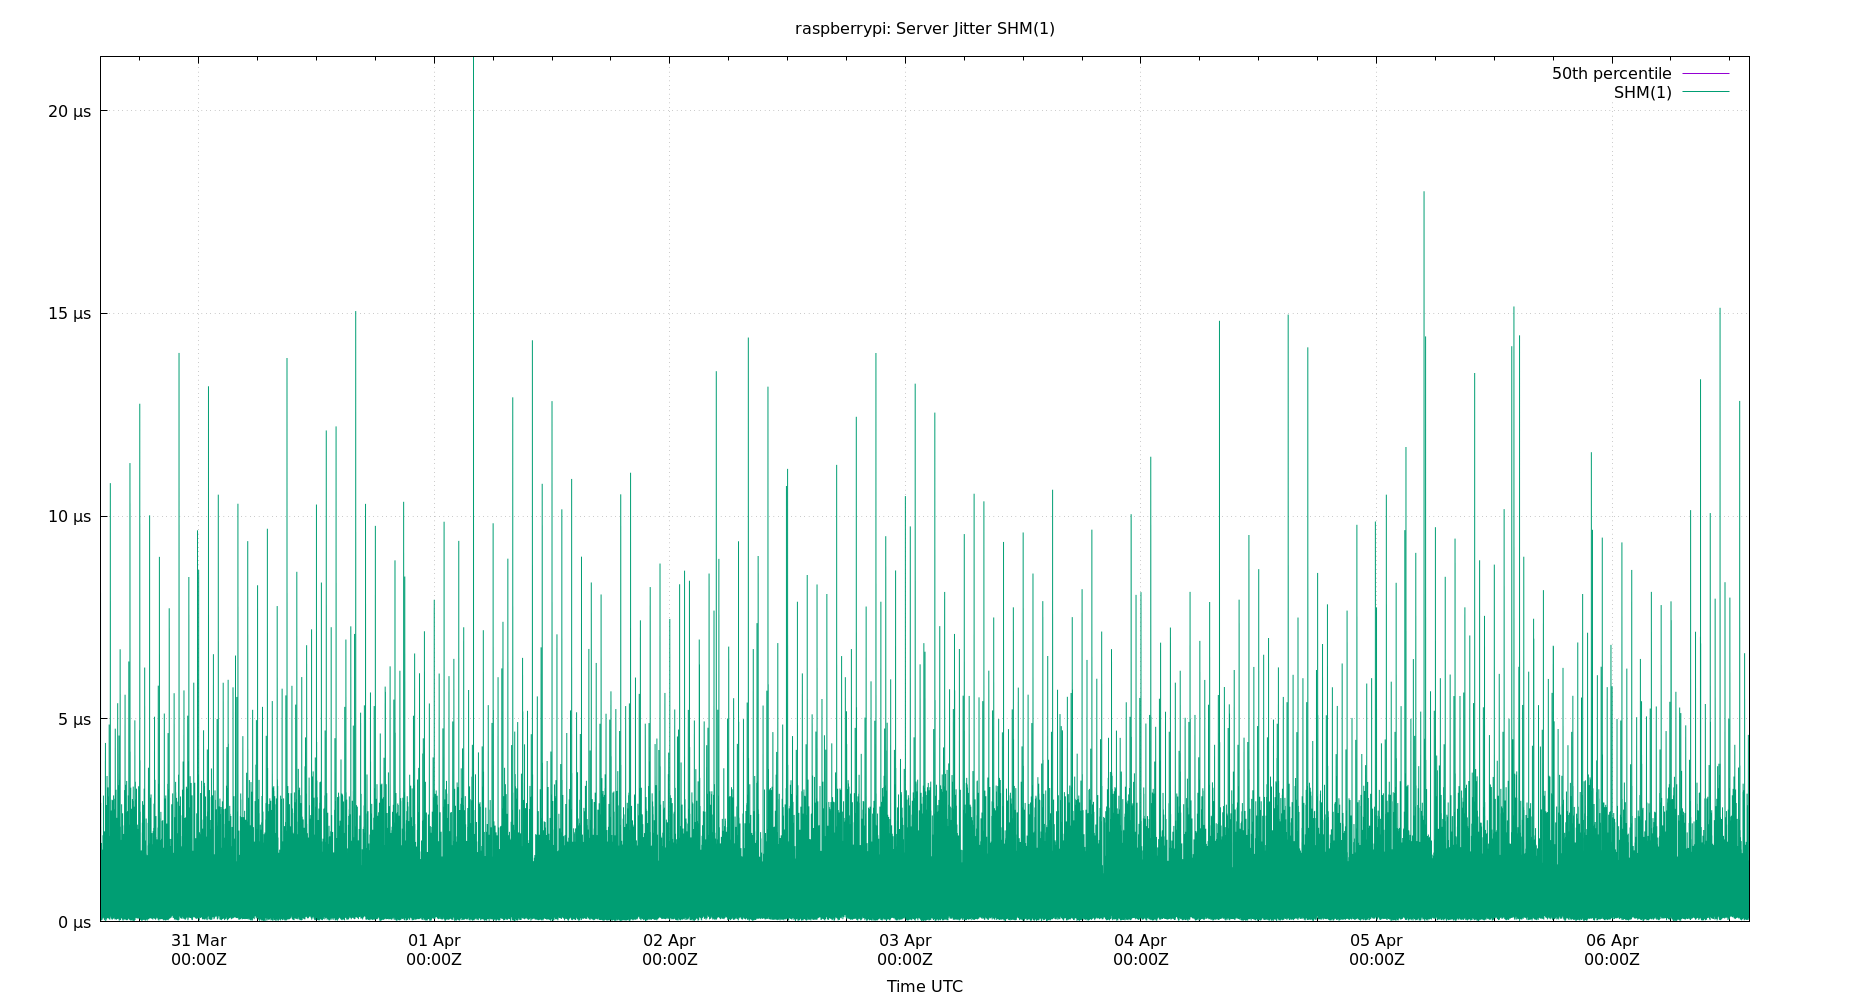 raspberrypi: Server Jitter SHM(1)
50th percentile
SHM(1)
20 µs
15 µs
10 µs
5 µs
0 µs
31 Mar 01 Apr 02 Apr 03 Apr 04 Apr 05 Apr 06 Apr
00:00Z 00:00Z 00:00Z 00:00Z 00:00Z 00:00Z 00:00Z
Time UTC